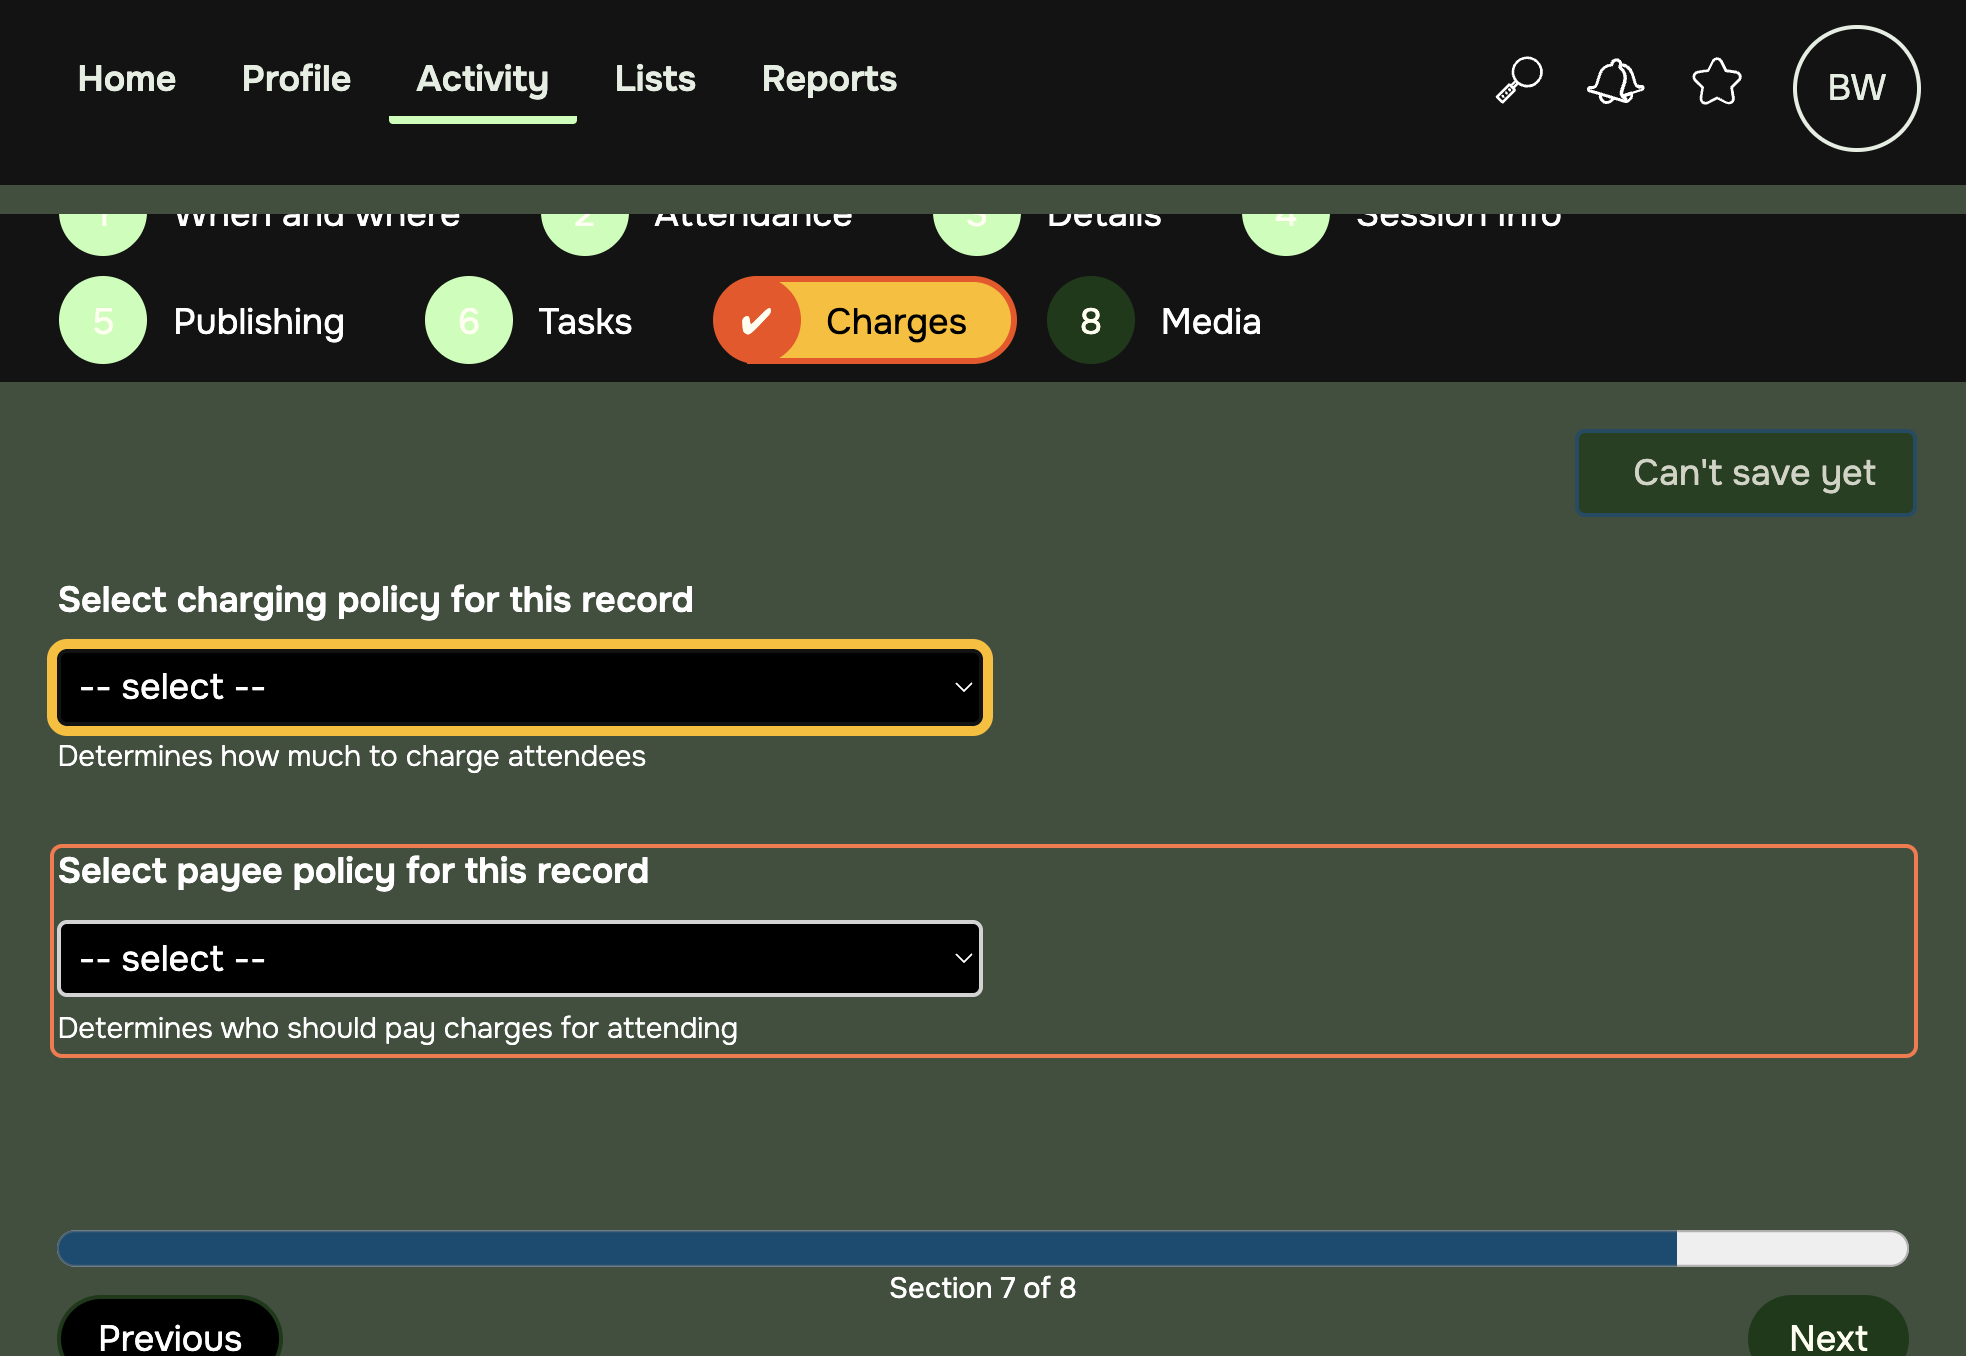 Home Profile Activity Lists Reports BW
1 When and where 2 Attendance 3 Details 4 Session info
5 Publishing 6 Tasks ✔ Charges 8 Media
Can't save yet
Select charging policy for this record
-- select --
Determines how much to charge attendees
Select payee policy for this record
-- select --
Determines who should pay charges for attending
Section 7 of 8
Previous Next